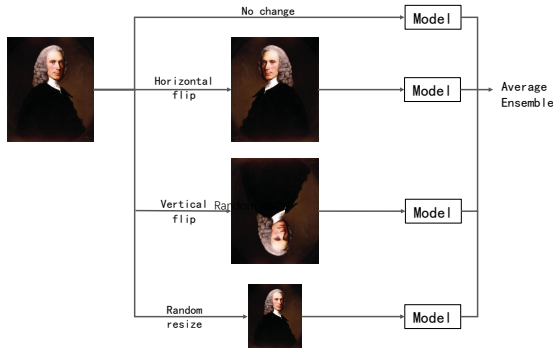 No change
Model
Horizontal
flip
Model
Average
Ensemble
Vertical
flip
Model
Random
resize
Model